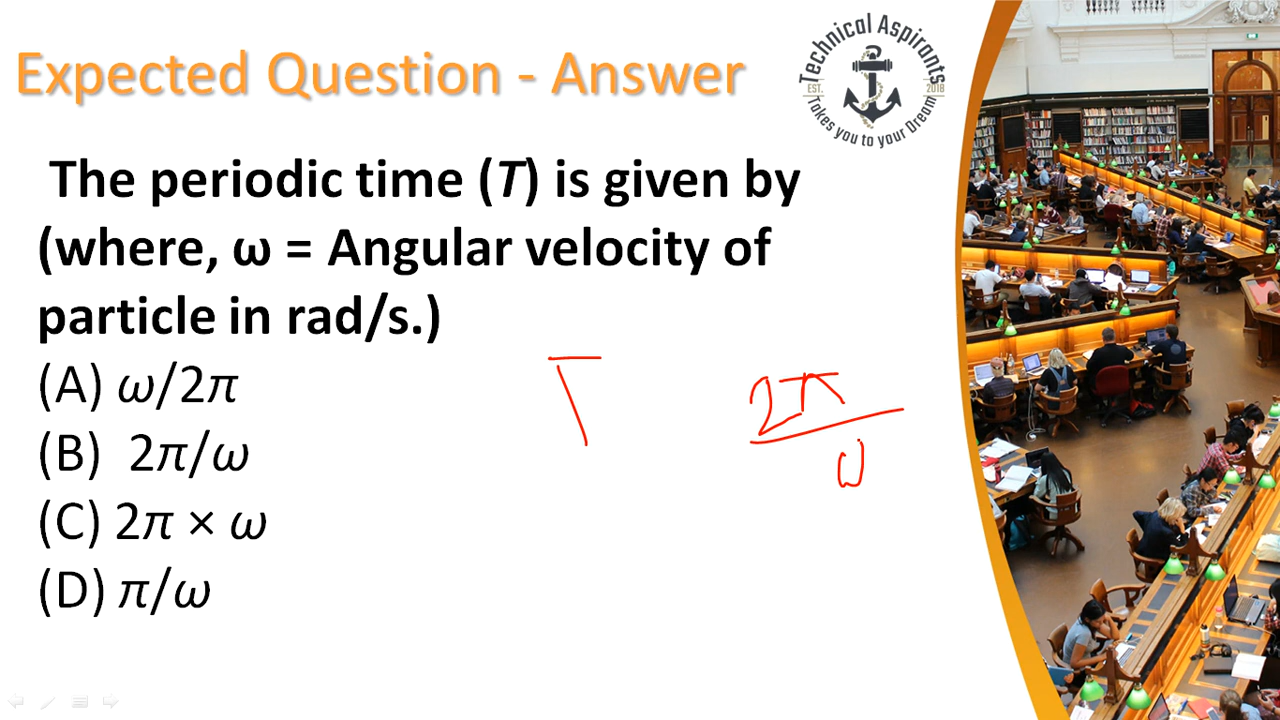 Expected Question - Answer
Technical Aspirants
EST. 2018
Takes you to your Dream
The periodic time (T) is given by
(where, ω = Angular velocity of
particle in rad/s.)
(A) ω/2π
(B) 2π/ω
(C) 2π × ω
(D) π/ω
T
2π
ω